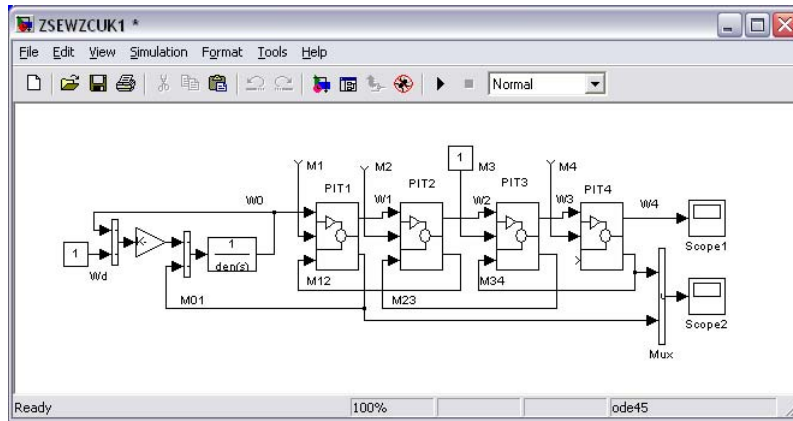 ZSEWZCUK1 *
File Edit View Simulation Format Tools Help
Normal
M1
M2
1
M3
M4
PIT1
PIT2
PIT3
PIT4
W0
W1
W2
W3
W4
Scope1
1
Wd
K-
1
den(s)
M12
M23
M34
M01
Scope2
Mux
Ready 100% ode45